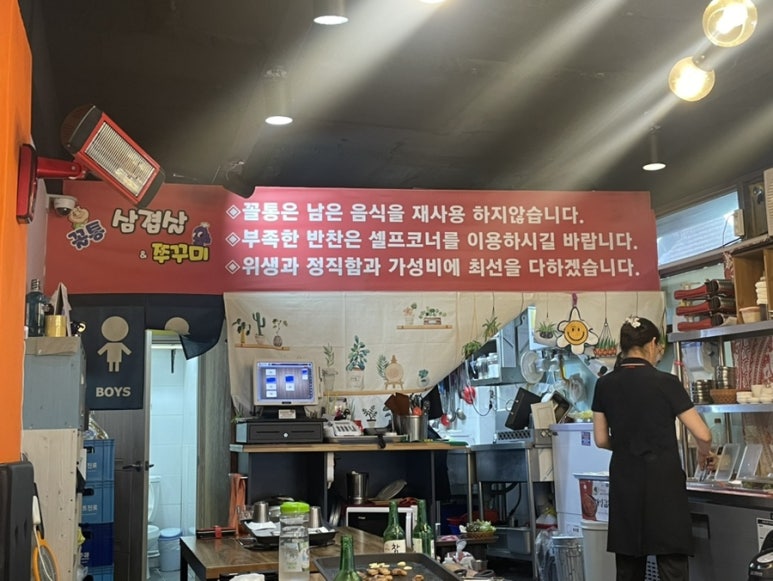 꼴통
삼겹살
& 쭈꾸미
◈꼴통은 남은 음식을 재사용 하지않습니다.
◈부족한 반찬은 셀프코너를 이용하시길 바랍니다.
◈위생과 정직함과 가성비에 최선을 다하겠습니다.
BOYS